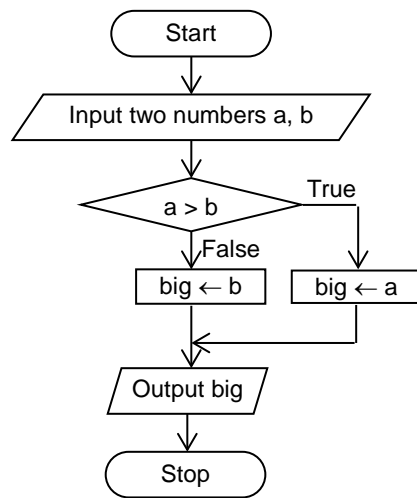 Start
Input two numbers a, b
a > b
True
False
big ← b
big ← a
Output big
Stop